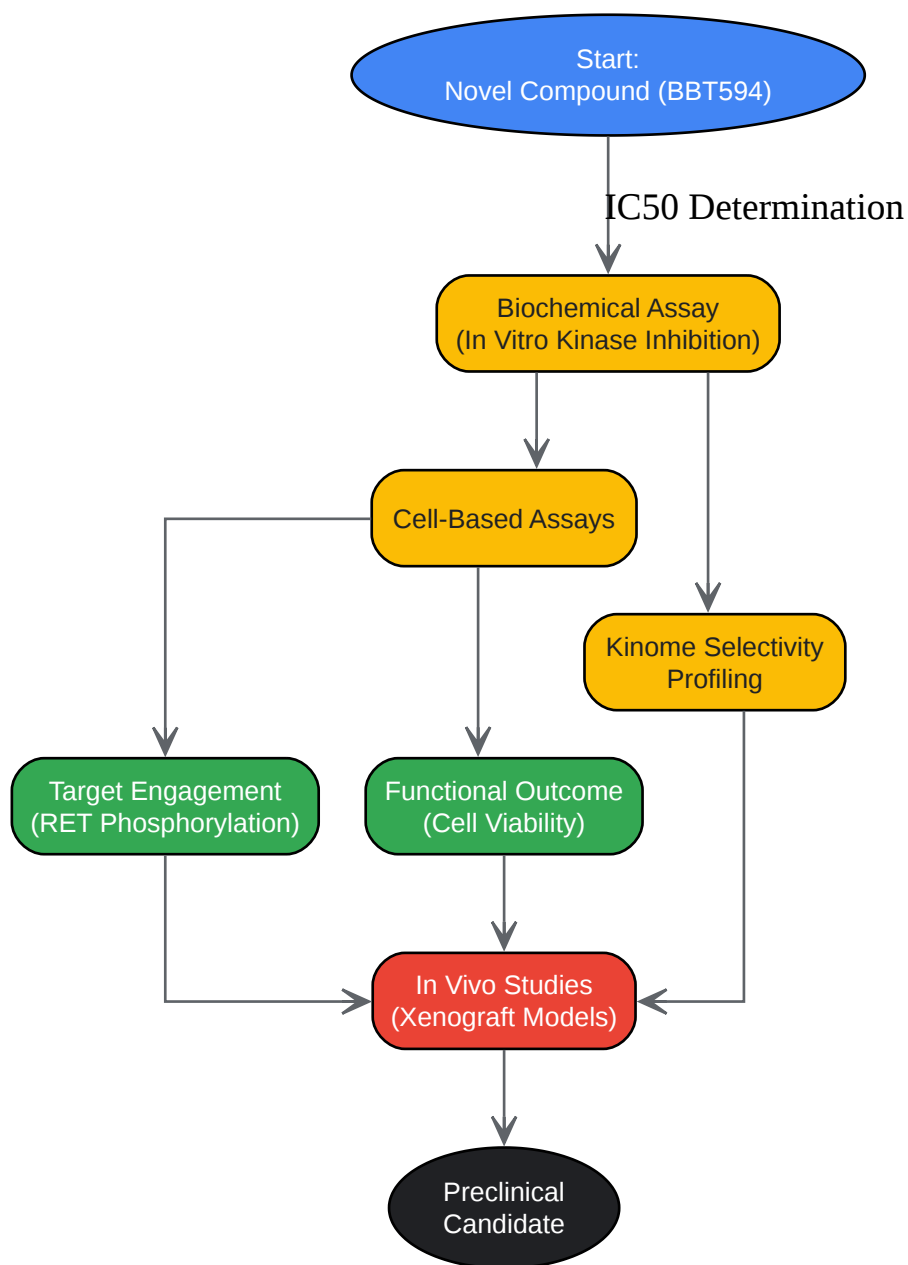 Start:
Novel Compound (BBT594)
IC50 Determination
Biochemical Assay
(In Vitro Kinase Inhibition)
Cell-Based Assays
Kinome Selectivity
Profiling
Target Engagement
(RET Phosphorylation)
Functional Outcome
(Cell Viability)
In Vivo Studies
(Xenograft Models)
Preclinical
Candidate